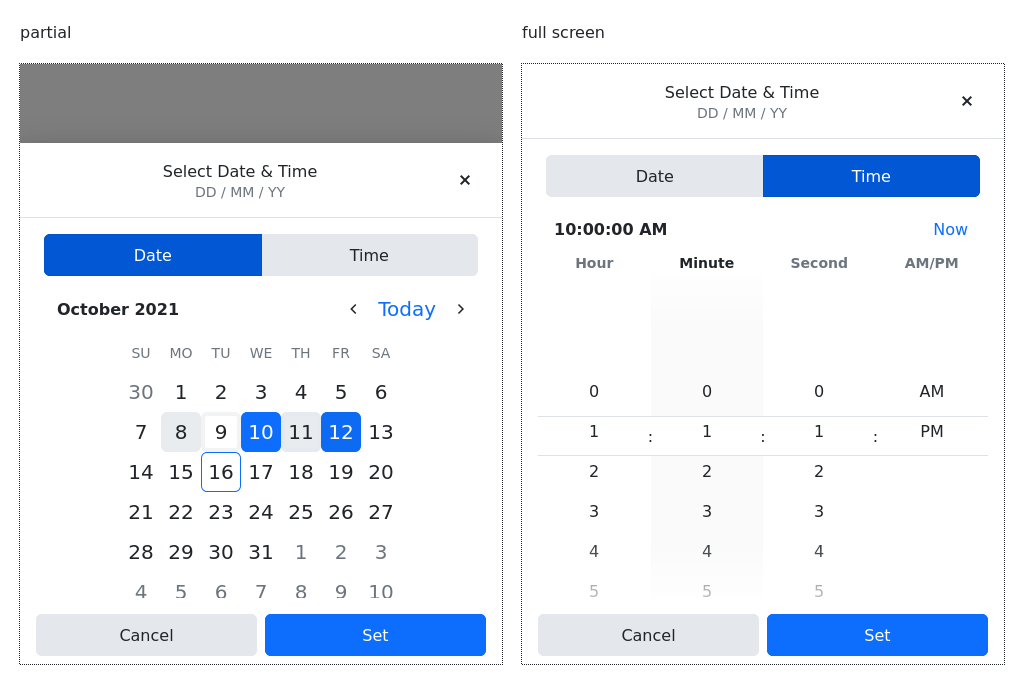 partial
Select Date & Time
DD / MM / YY
×
Date Time
October 2021 Today
SU MO TU WE TH FR SA
30 1 2 3 4 5 6
7 8 9 10 11 12 13
14 15 16 17 18 19 20
21 22 23 24 25 26 27
28 29 30 31 1 2 3
4 5 6 7 8 9 10
Cancel Set
full screen
Select Date & Time
DD / MM / YY
×
Date Time
10:00:00 AM Now
Hour Minute Second AM/PM
0 0 0 AM
1 : 1 : 1 : PM
2 2 2
3 3 3
4 4 4
5 5 5
Cancel Set